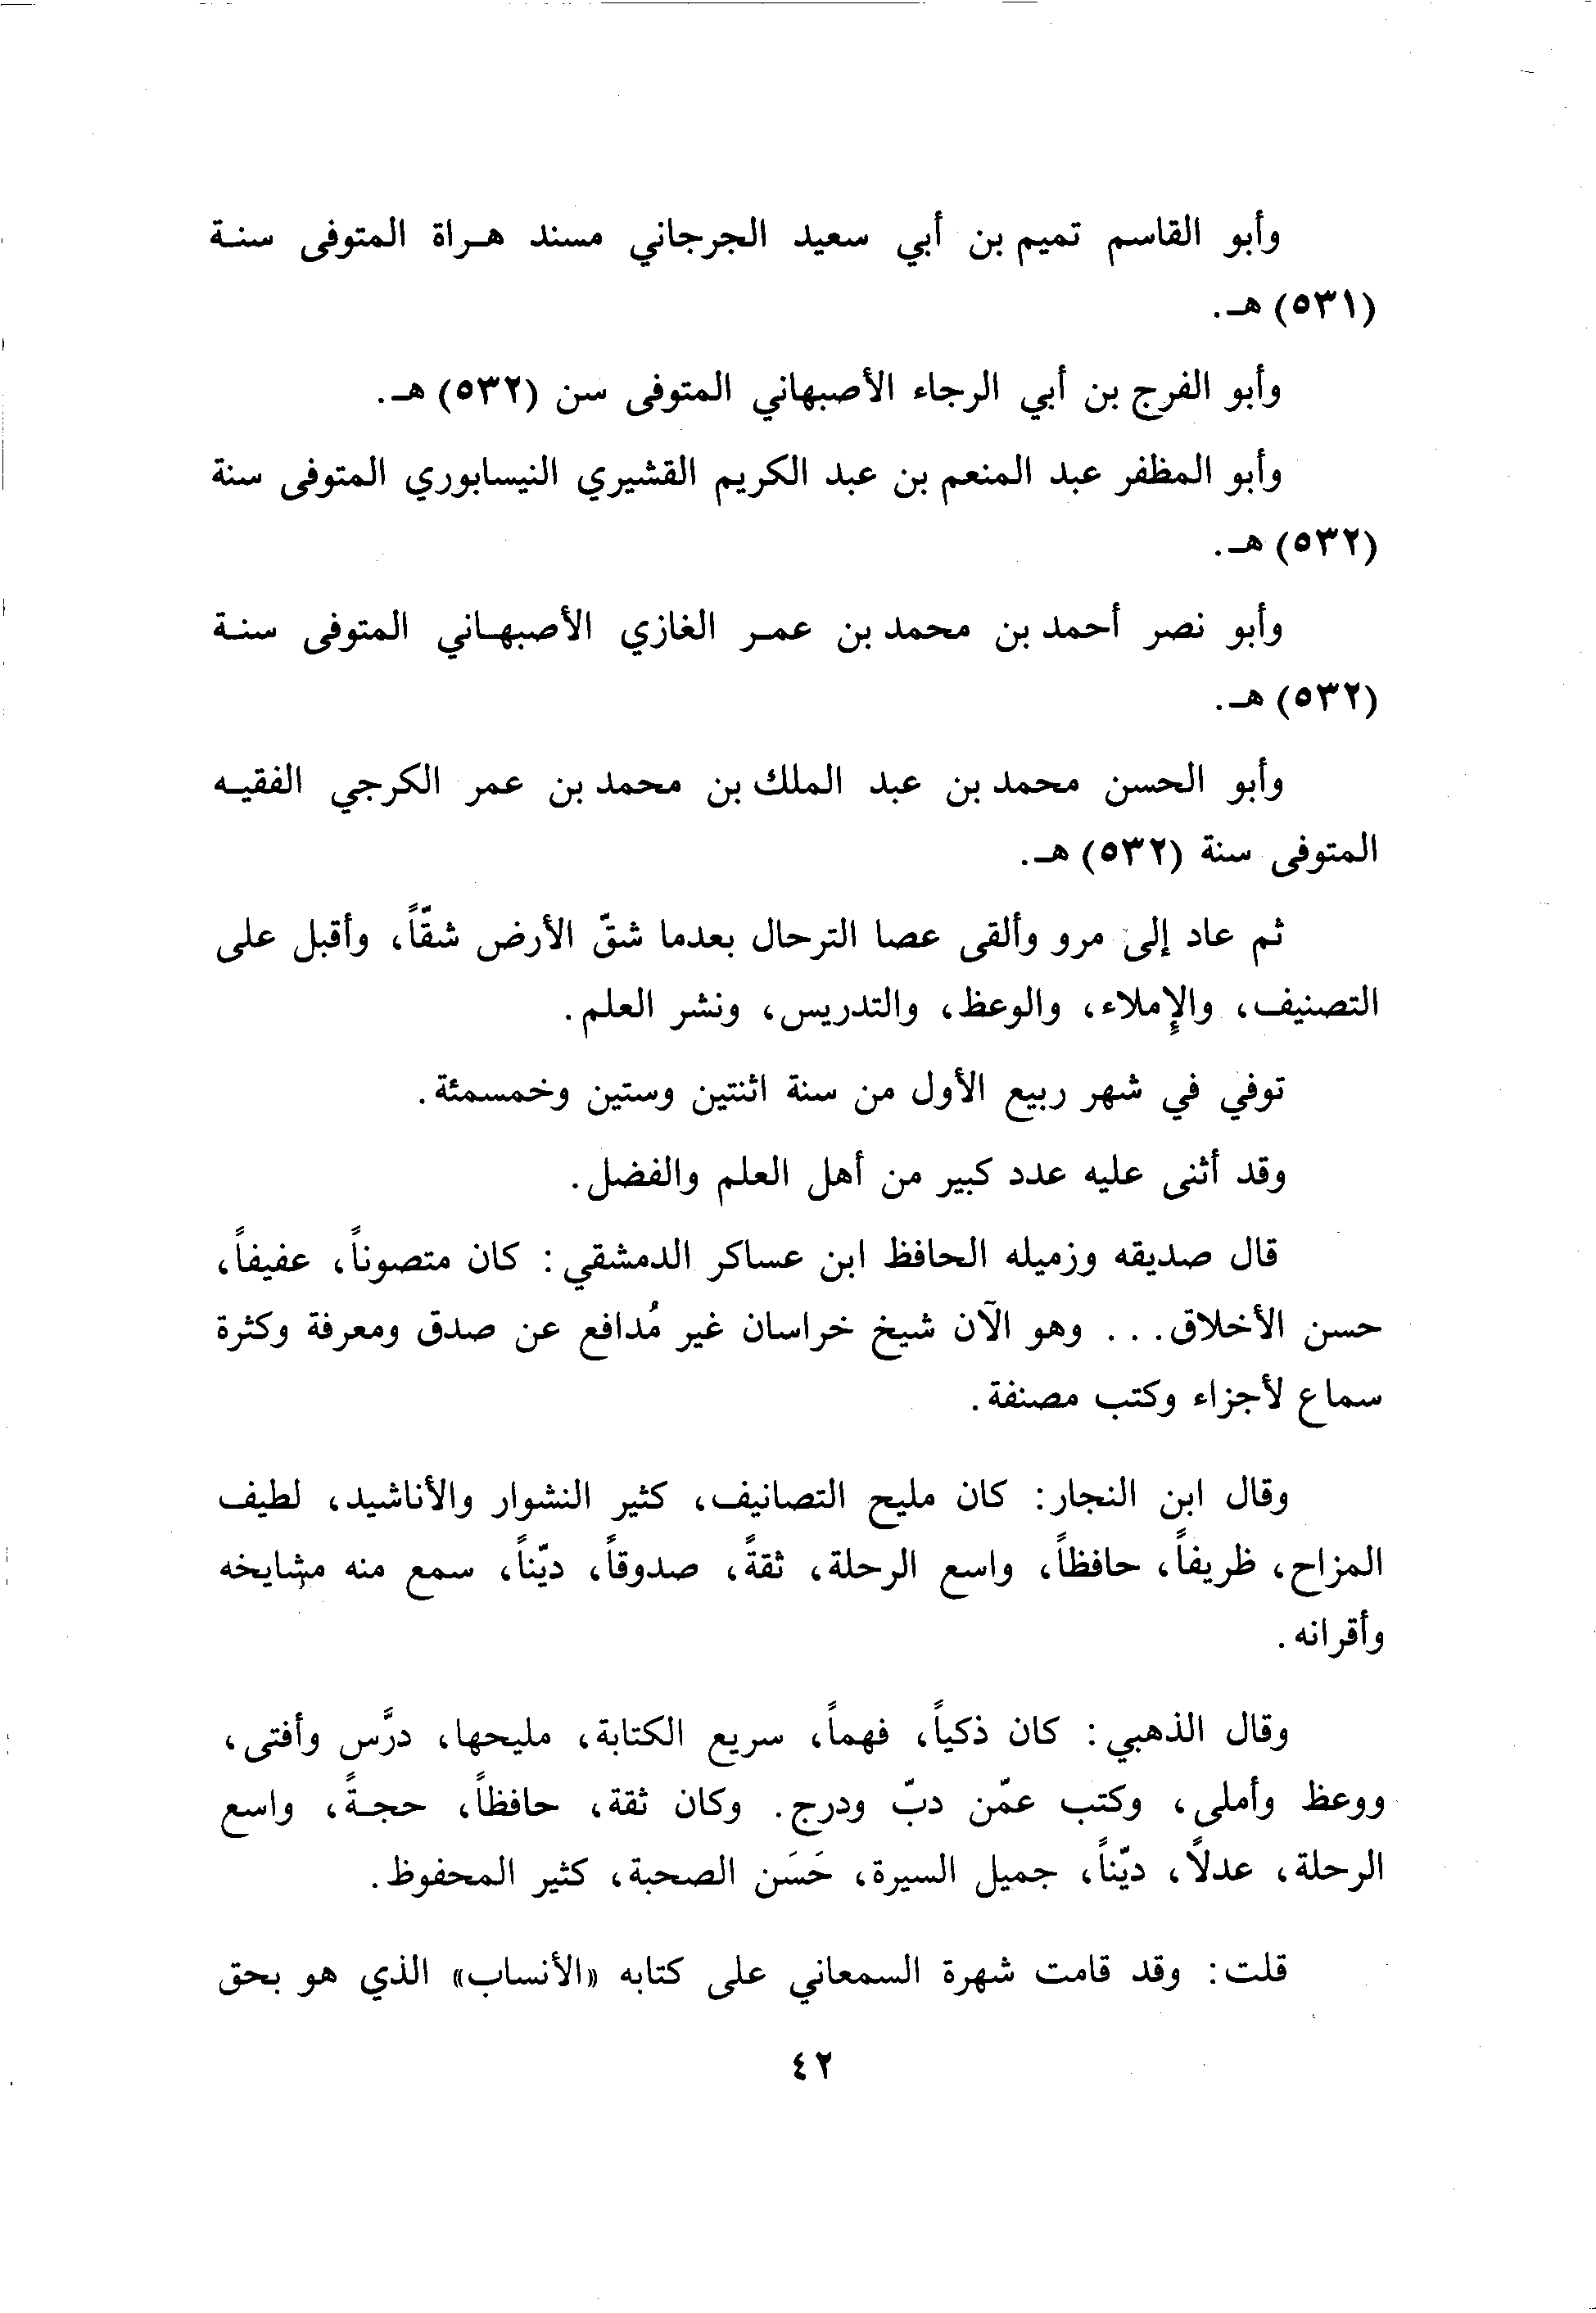 وأبو القاسم تميم بن أبي سعيد الجرجاني مسند هـراة المتوفى سنـة
(٥٣١) هـ.
وأبو الفرج بن أبي الرجاء الأصبهاني المتوفى سن (٥٣٢) هـ.
وأبو المظفر عبد المنعم بن عبد الكريم القشيري النيسابوري المتوفى سنة
(٥٣٢) هـ.
وأبو نصر أحمد بن محمد بن عمـر الغازي الأصبهـاني المتوفى سنـة
(٥٣٢) هـ.
وأبو الحسن محمد بن عبد الملك بن محمد بن عمر الكرجي الفقيـه
المتوفى سنة (٥٣٢) هـ.
ثم عاد إلى مرو وألقى عصا الترحال بعدما شقّ الأرض شقّاً، وأقبل على
التصنيف، والإملاء، والوعظ، والتدريس، ونشر العلم.
توفي في شهر ربيع الأول من سنة اثنتين وستين وخمسمئة.
وقد أثنى عليه عدد كبير من أهل العلم والفضل.
قال صديقه وزميله الحافظ ابن عساكر الدمشقي: كان متصوناً، عفيفاً،
حسن الأخلاق... وهو الآن شيخ خراسان غير مُدافع عن صدق ومعرفة وكثرة
سماع لأجزاء وكتب مصنفة.
وقال ابن النجار: كان مليح التصانيف، كثير النشوار والأناشيد، لطيف
المزاح، ظريفاً، حافظاً، واسع الرحلة، ثقةً، صدوقاً، ديّناً، سمع منه مشايخه
وأقرانه.
وقال الذهبي: كان ذكياً، فهماً، سريع الكتابة، مليحها، درَّس وأفتى،
ووعظ وأملى، وكتب عمّن دبّ ودرج. وكان ثقة، حافظاً، حجـةً، واسع
الرحلة، عدلاً، ديّناً، جميل السيرة، حَسَن الصحبة، كثير المحفوظ.
قلت: وقد قامت شهرة السمعاني على كتابه «الأنساب» الذي هو بحق
٤٢